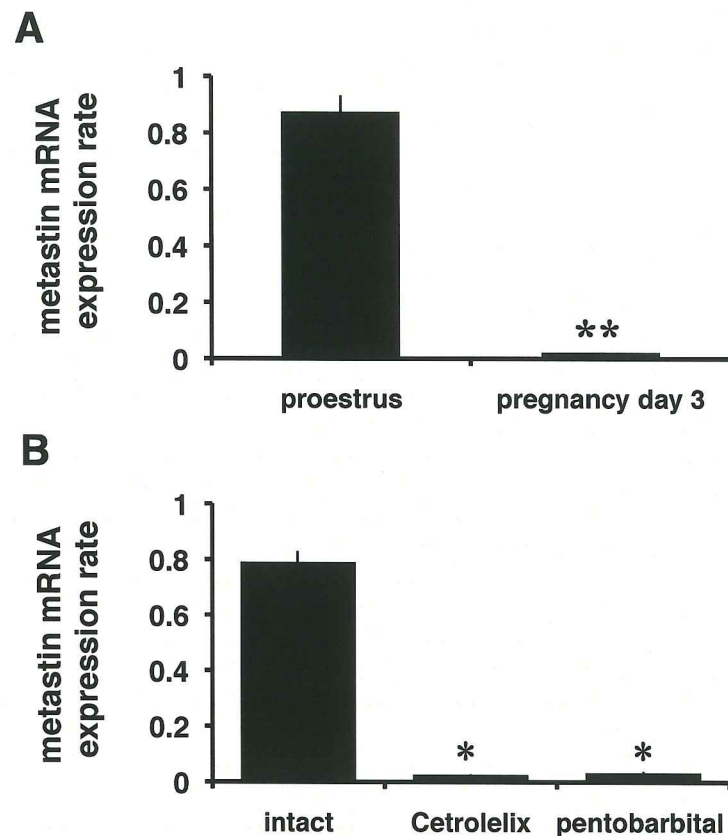 A
metastin mRNA
expression rate
1
0.8
0.6
0.4
0.2
0
**
proestrus
pregnancy day 3
B
metastin mRNA
expression rate
1
0.8
0.6
0.4
0.2
0
*
*
intact
Cetrolelix
pentobarbital